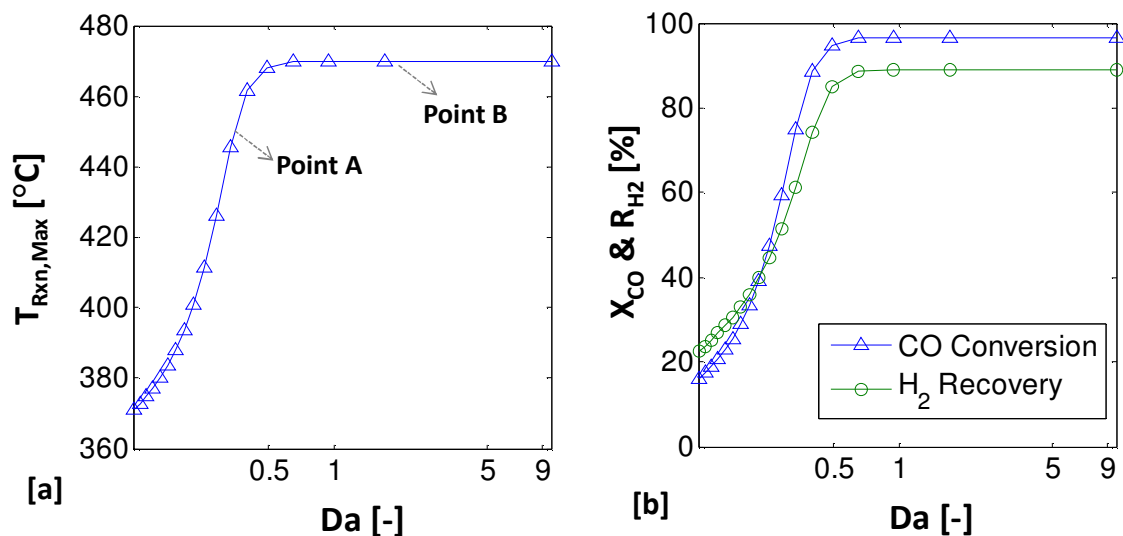 480
460
440
420
400
380
360
T_Rxn,Max [°C]
Point B
Point A
0.5 1 5 9
Da [-]
[a]
100
80
60
40
20
0
X_CO & R_H2 [%]
CO Conversion
H_2 Recovery
0.5 1 5 9
Da [-]
[b]